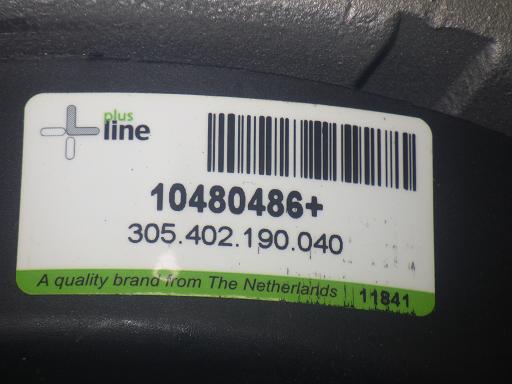 plus
line
10480486+
305.402.190.040
A quality brand from The Netherlands 11841